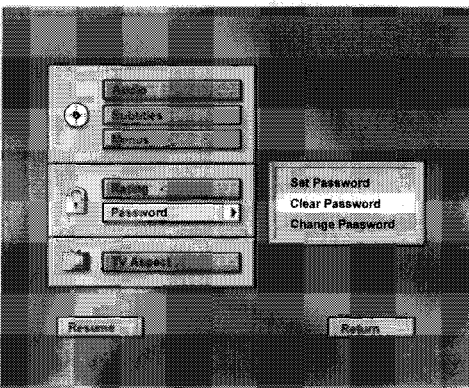 Audio
Subtitles
Menus
Rating
Password
TV Aspect
Set Password
Clear Password
Change Password
Resume
Return